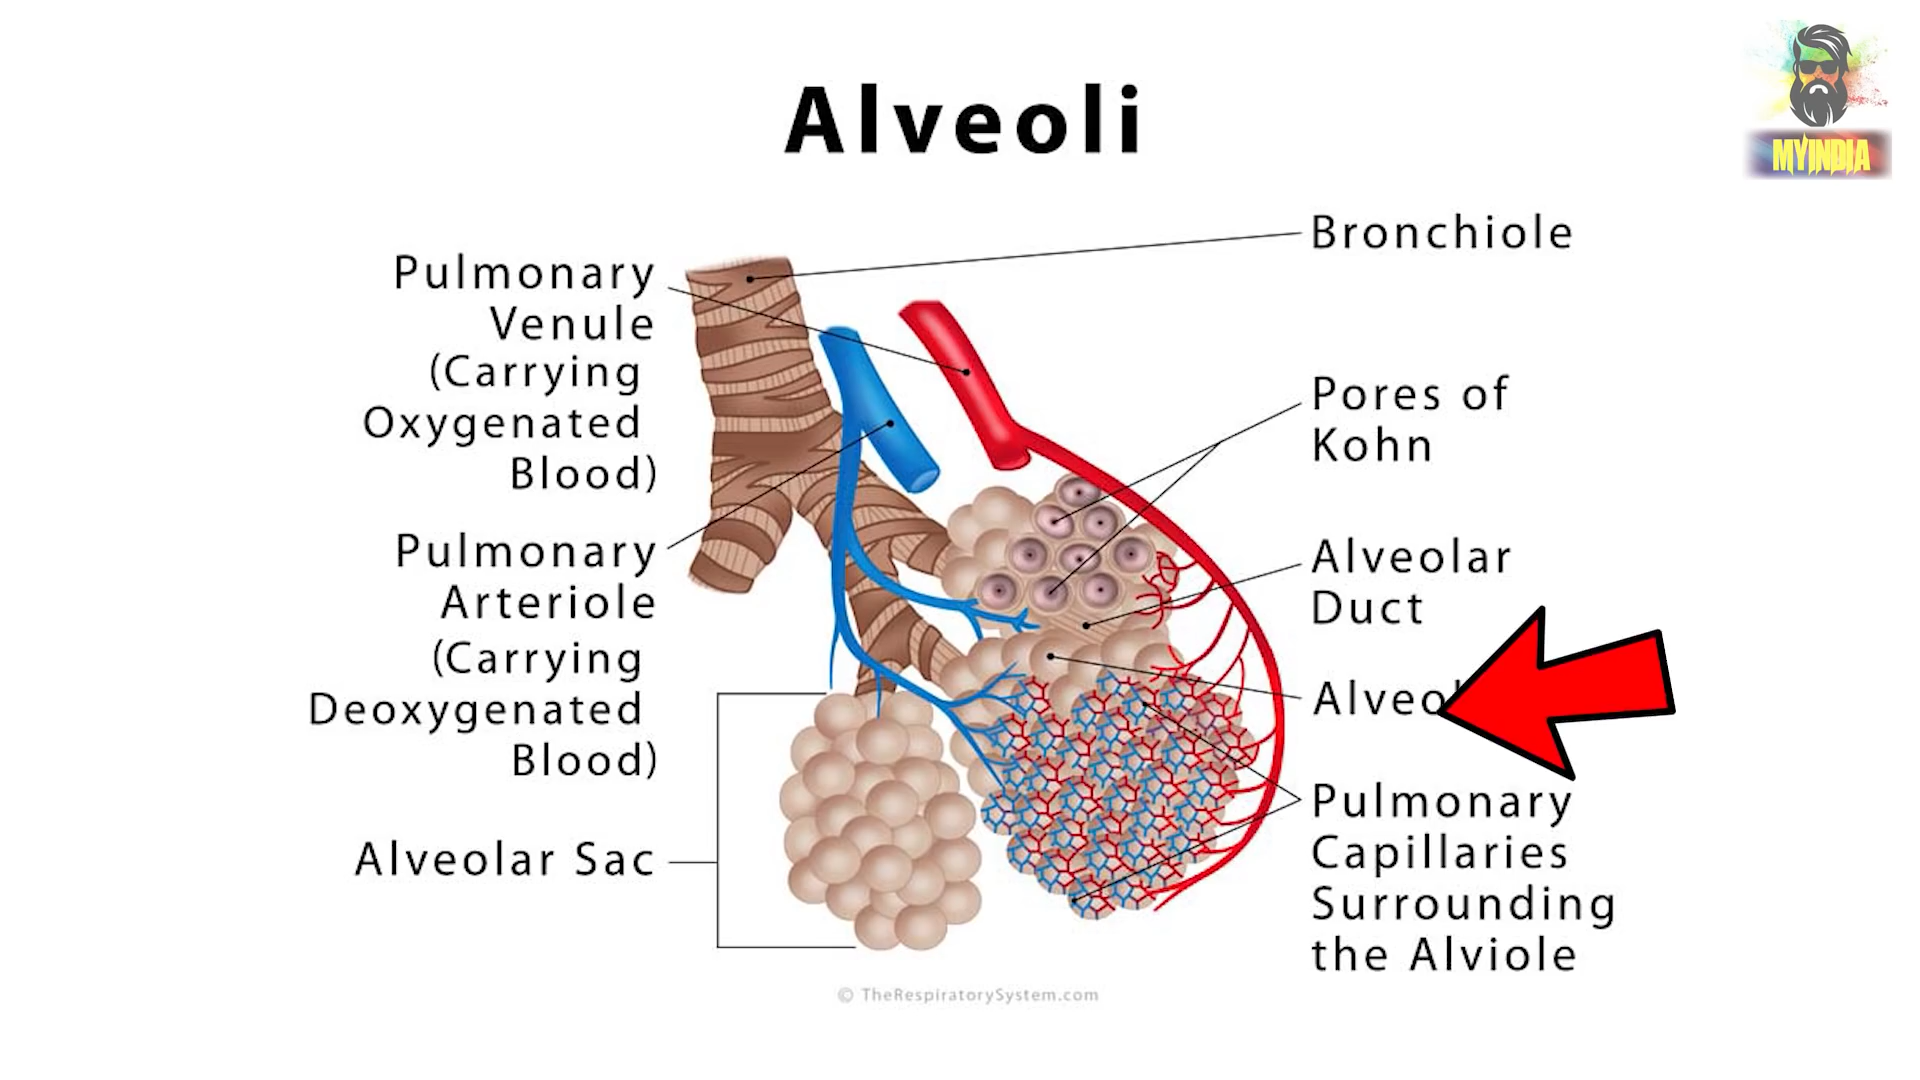 MYINDIA
Alveoli
Bronchiole
Pulmonary
Venule
(Carrying
Oxygenated
Blood)
Pores of
Kohn
Pulmonary
Arteriole
(Carrying
Deoxygenated
Blood)
Alveolar
Duct
Alveolar Sac
Pulmonary
Capillaries
Surrounding
the Alviole
© TheRespiratorySystem.com